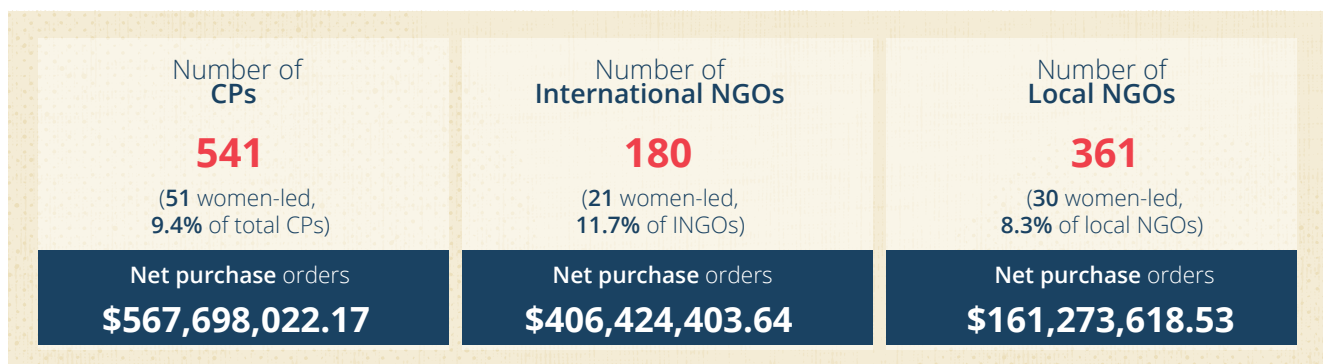 Number of
CPs
541
(51 women-led,
9.4% of total CPs)
Net purchase orders
$567,698,022.17
Number of
International NGOs
180
(21 women-led,
11.7% of INGOs)
Net purchase orders
$406,424,403.64
Number of
Local NGOs
361
(30 women-led,
8.3% of local NGOs)
Net purchase orders
$161,273,618.53